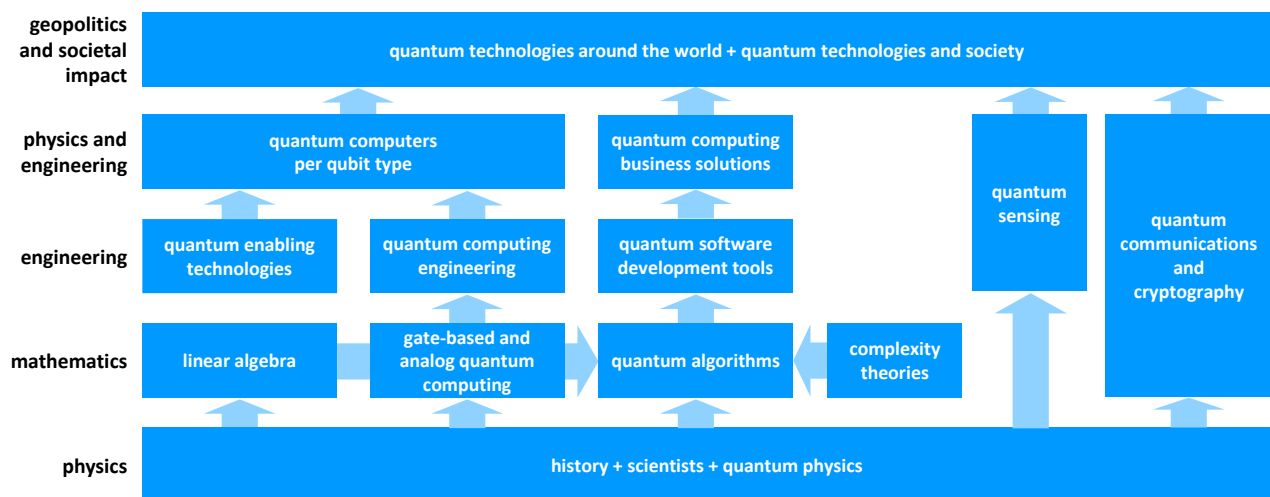 geopolitics
and societal
impact
quantum technologies around the world + quantum technologies and society
physics and
engineering
quantum computers
per qubit type
quantum computing
business solutions
quantum
sensing
quantum
communications
and
cryptography
engineering
quantum enabling
technologies
quantum computing
engineering
quantum software
development tools
mathematics
linear algebra
gate-based and
analog quantum
computing
quantum algorithms
complexity
theories
physics
history + scientists + quantum physics